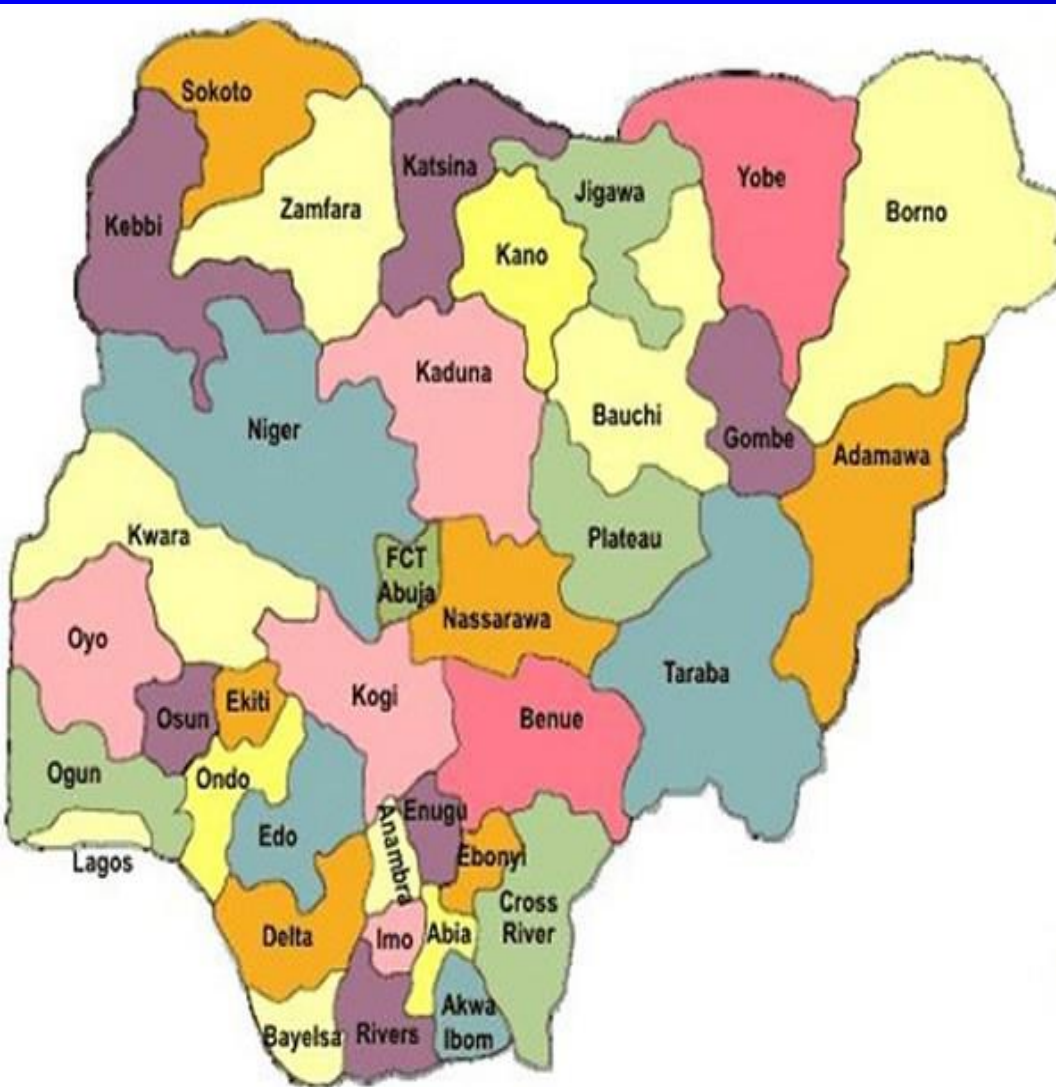 Sokoto
Kebbi
Zamfara
Katsina
Kano
Jigawa
Yobe
Borno
Niger
Kaduna
Bauchi
Gombe
Adamawa
Kwara
FCT
Abuja
Plateau
Nassarawa
Oyo
Taraba
Osun
Ekiti
Kogi
Benue
Ogun
Ondo
Edo
Lagos
Anambra
Enugu
Ebonyi
Cross
River
Delta
Imo
Abia
Bayelsa
Rivers
Akwa
Ibom